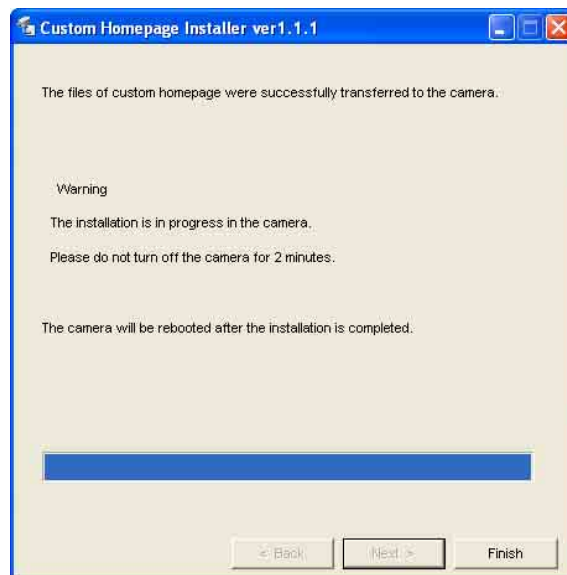 Custom Homepage Installer ver1.1.1
The files of custom homepage were successfully transferred to the camera.
Warning
The installation is in progress in the camera.
Please do not turn off the camera for 2 minutes.
The camera will be rebooted after the installation is completed.
< Back
Next >
Finish